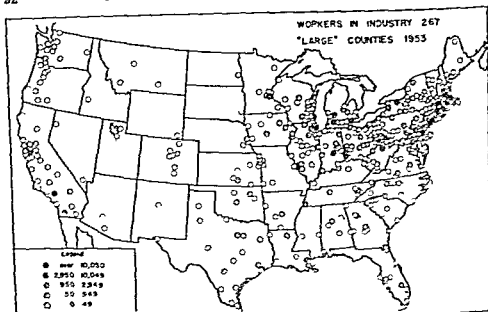 WORKERS IN INDUSTRY 267
"LARGE" COUNTIES 1953
Legend
over 10,050
2,950 10,049
950 2,949
50 949
0 49